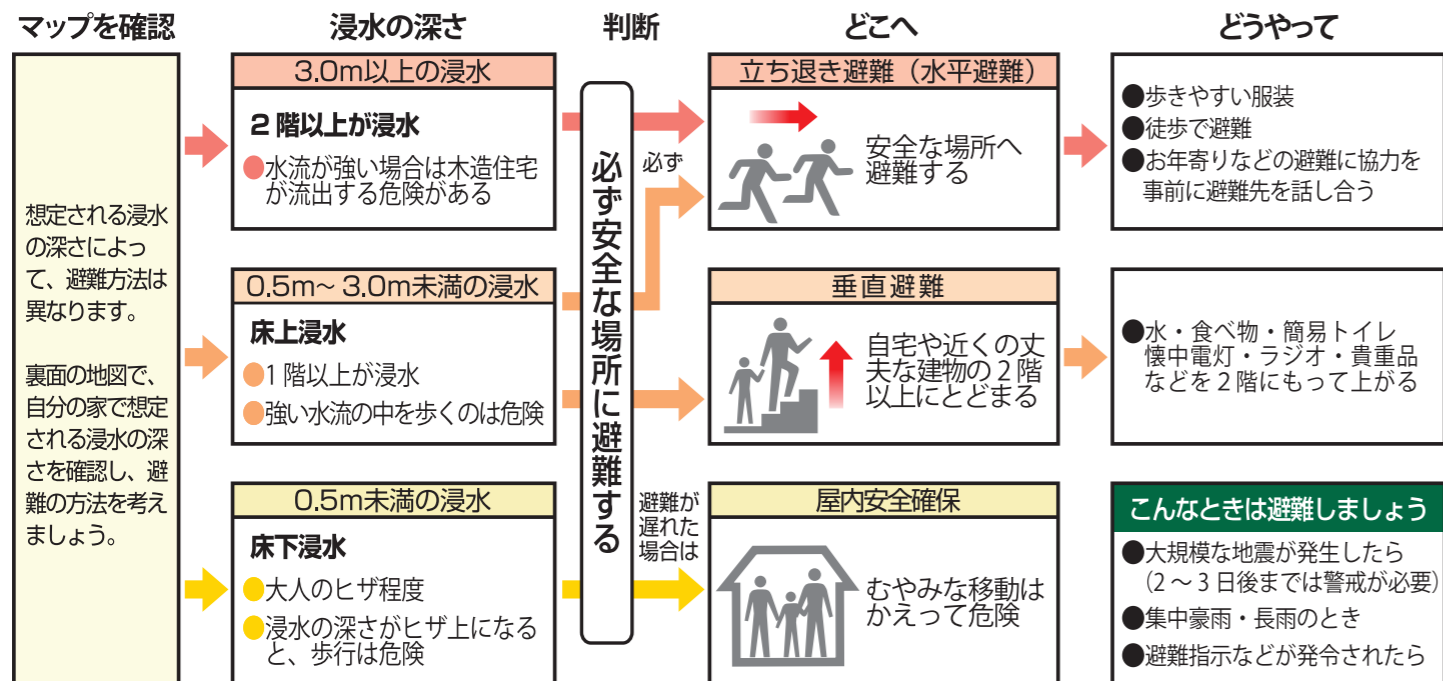 マップを確認
浸水の深さ
判断
どこへ
どうやって
想定される浸水
の深さによっ
て、避難方法は
異なります。
裏面の地図で、
自分の家で想定
される浸水の深
さを確認し、避
難の方法を考え
ましょう。
3.0m以上の浸水
2階以上が浸水
●水流が強い場合は木造住宅
が流出する危険がある
0.5m～3.0m未満の浸水
床上浸水
●1階以上が浸水
●強い水流の中を歩くのは危険
0.5m未満の浸水
床下浸水
●大人のヒザ程度
●浸水の深さがヒザ上になる
と、歩行は危険
必ず安全な場所に避難する
必ず
避難が
遅れた
場合は
立ち退き避難（水平避難）
安全な場所へ
避難する
垂直避難
自宅や近くの丈
夫な建物の2階
以上にとどまる
屋内安全確保
むやみな移動は
かえって危険
●歩きやすい服装
●徒歩で避難
●お年寄りなどの避難に協力を
事前に避難先を話し合う
●水・食べ物・簡易トイレ
懐中電灯・ラジオ・貴重品
などを2階にもって上がる
こんなときは避難しましょう
●大規模な地震が発生したら
（2～3日後までは警戒が必要）
●集中豪雨・長雨のとき
●避難指示などが発令されたら